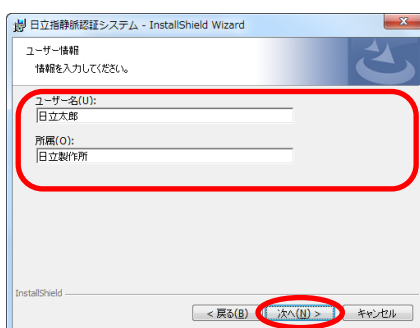 日立指静脈認証システム - InstallShield Wizard
ユーザー情報
情報を入力してください。
ユーザー名(U):
日立太郎
所属(O):
日立製作所
InstallShield
< 戻る(B) 次へ(N) > キャンセル